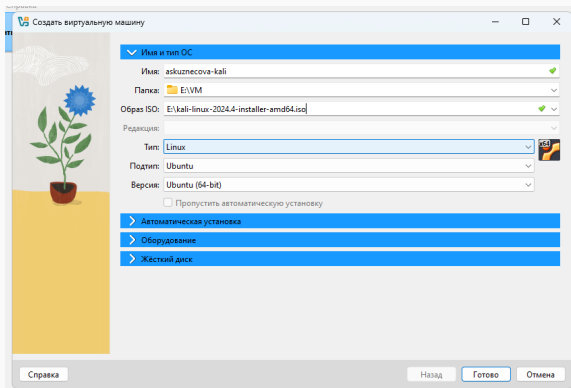 Создать виртуальную машину
Имя и тип ОС
Имя: askuznecova-kali
Папка: E:\VM
Образ ISO: E:\kali-linux-2024.4-installer-amd64.iso
Редакция:
Тип: Linux
x64
Подтип: Ubuntu
Версия: Ubuntu (64-bit)
Пропустить автоматическую установку
Автоматическая установка
Оборудование
Жёсткий диск
Справка Назад Готово Отмена